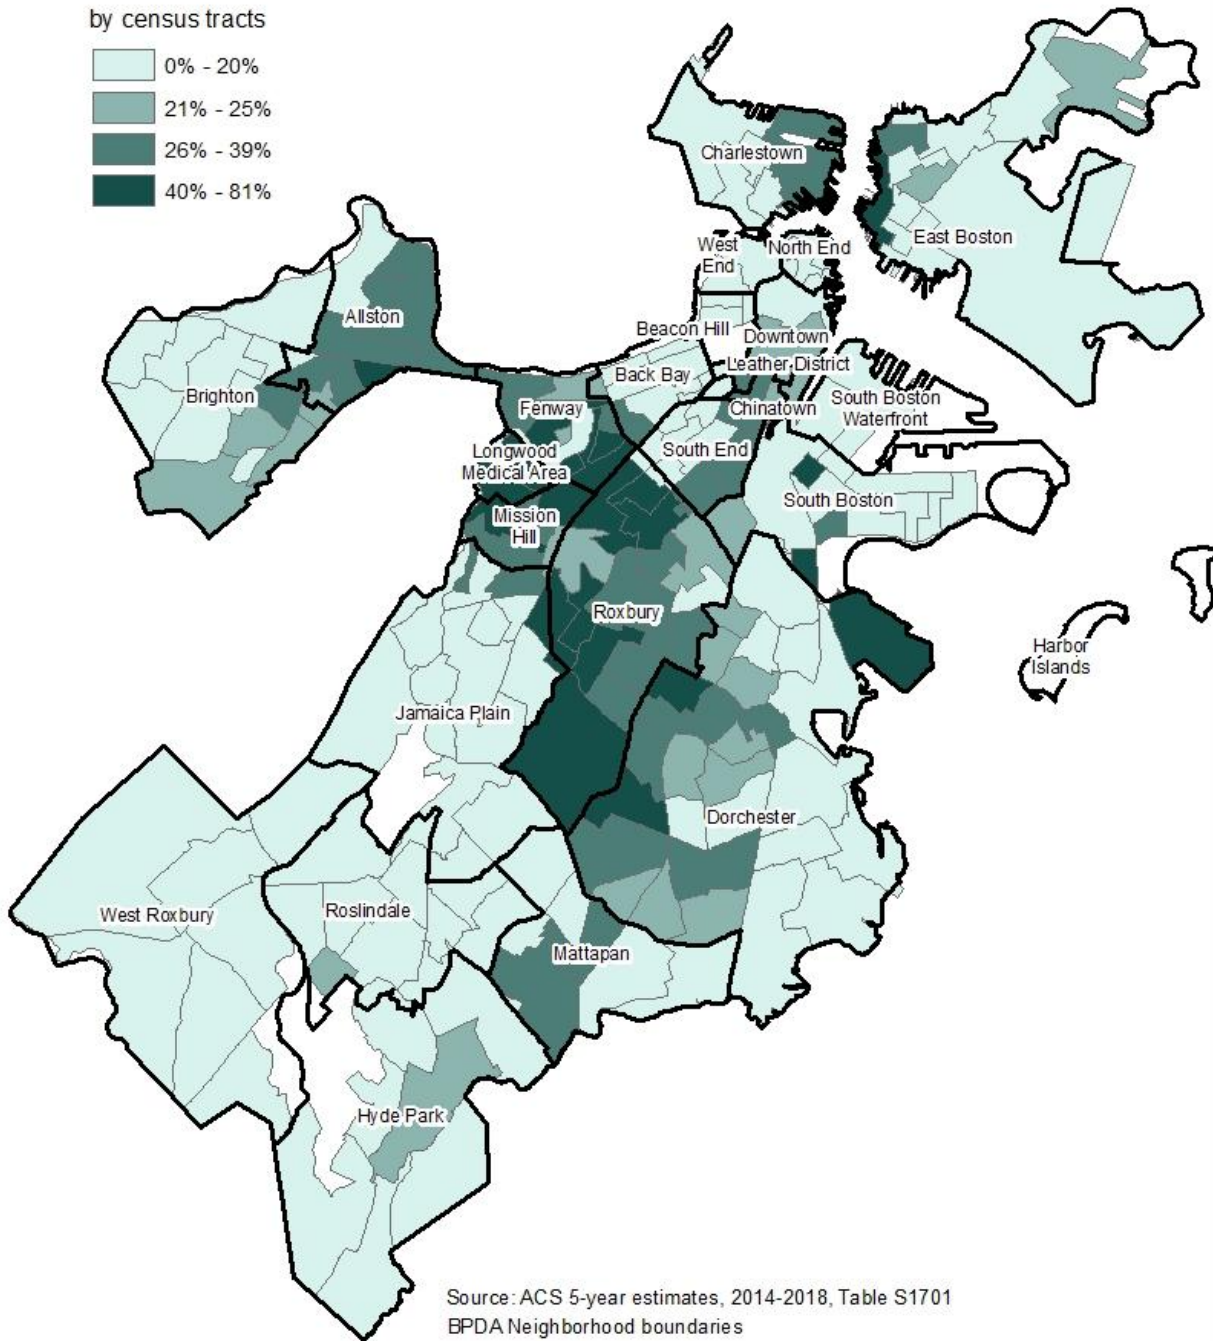 by census tracts
0% - 20%
21% - 25%
26% - 39%
40% - 81%
Charlestown
West
End
North End
East Boston
Allston
Beacon Hill
Downtown
Leather District
Back Bay
Brighton
Fenway
Chinatown
South Boston
Waterfront
South End
Longwood
Medical Area
South Boston
Mission
Hill
Roxbury
Harbor
Islands
Jamaica Plain
Dorchester
West Roxbury
Roslindale
Mattapan
Hyde Park
Source: ACS 5-year estimates, 2014-2018, Table S1701
BPDA Neighborhood boundaries